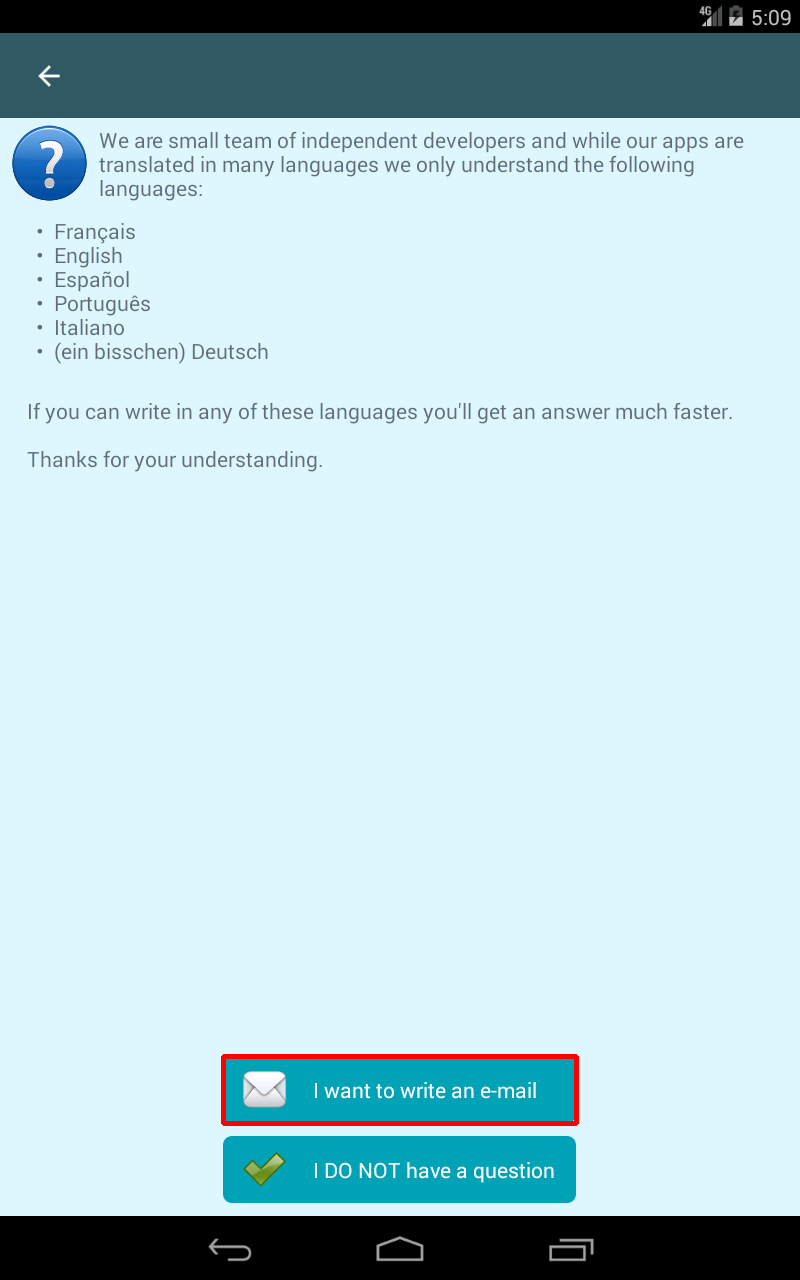 4G 5:09
We are small team of independent developers and while our apps are
translated in many languages we only understand the following
languages:
• Français
• English
• Español
• Português
• Italiano
• (ein bisschen) Deutsch
If you can write in any of these languages you'll get an answer much faster.
Thanks for your understanding.
I want to write an e-mail
I DO NOT have a question